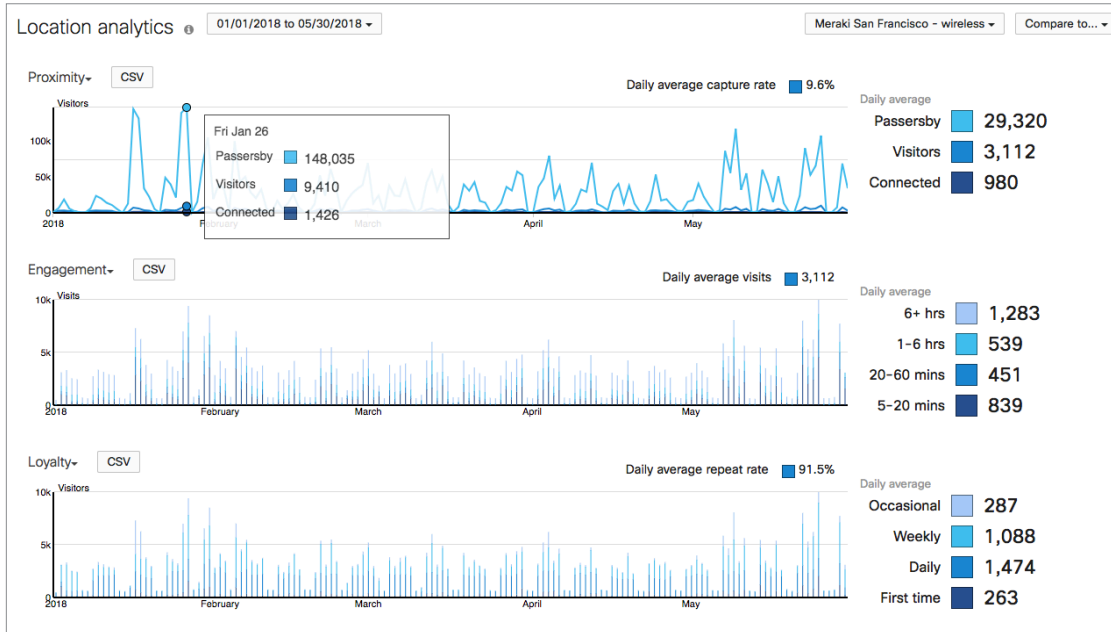 Location analytics
01/01/2018 to 05/30/2018
Meraki San Francisco - wireless
Compare to...
Proximity
CSV
Daily average capture rate 9.6%
Visitors
100k
50k
0
2018
February
March
April
May
Fri Jan 26
Passersby 148,035
Visitors 9,410
Connected 1,426
Daily average
Passersby 29,320
Visitors 3,112
Connected 980
Engagement
CSV
Daily average visits 3,112
Visits
10k
5k
0
2018
February
March
April
May
Daily average
6+ hrs 1,283
1-6 hrs 539
20-60 mins 451
5-20 mins 839
Loyalty
CSV
Daily average repeat rate 91.5%
Visitors
10k
5k
0
2018
February
March
April
May
Daily average
Occasional 287
Weekly 1,088
Daily 1,474
First time 263